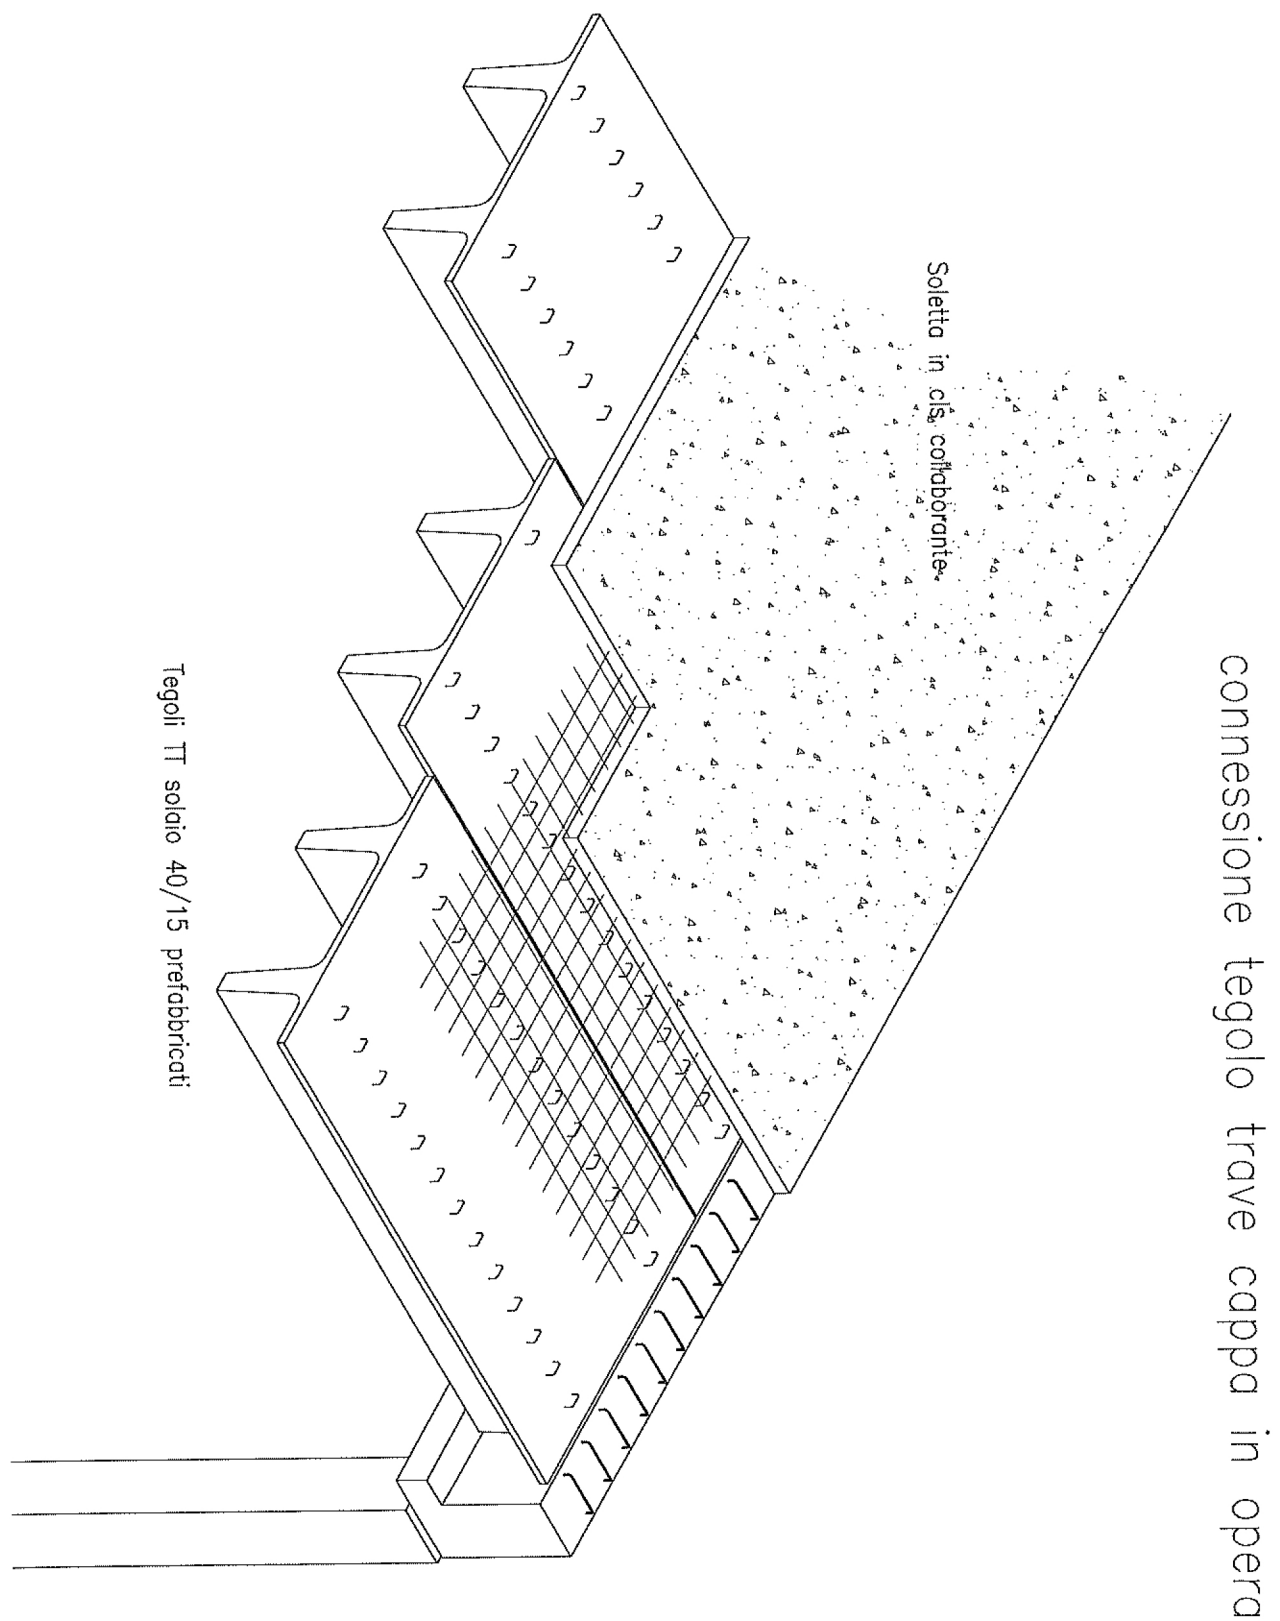 connessione tegolo trave cappa in opera
Soletta in cls collaborante
Tegoli TT solaio 40/15 prefabbricati